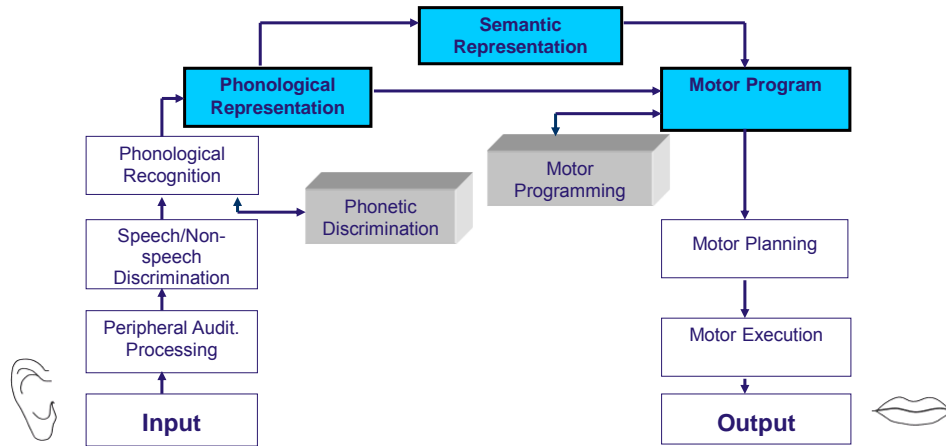 Semantic
Representation
Phonological
Representation
Motor Program
Phonological
Recognition
Motor
Programming
Phonetic
Discrimination
Speech/Non-
speech
Discrimination
Motor Planning
Peripheral Audit.
Processing
Motor Execution
Input
Output